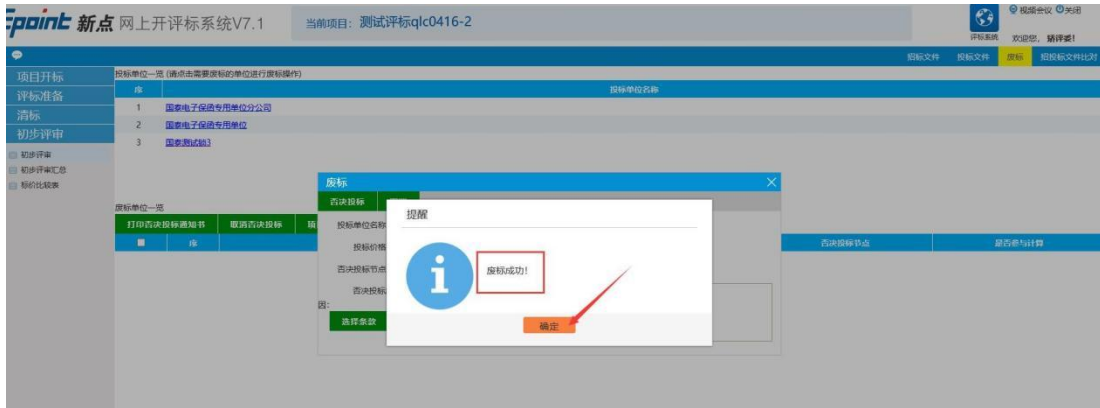 Epoint 新点 网上开评标系统V7.1
当前项目：测试评标qlc0416-2
视频会议 关闭
评标系统
欢迎您，
招标文件 投标文件 废标 招投标文件比对
项目开标
评标准备
清标
初步评审
初步评审
初步评审汇总
标价比较表
投标单位一览 (请点击需要废标的单位进行废标操作)
序 投标单位名称
1 国泰电子保函专用单位分公司
2 国泰电子保函专用单位
3 国泰测试锁3
废标单位一览
打印否决投标通知书 取消否决投标
序 否决投标节点 是否参与计算
废标
否决投标
投标单位名称
投标价格
否决投标节点
否决投标
因：
选择条款
提醒
废标成功！
确定